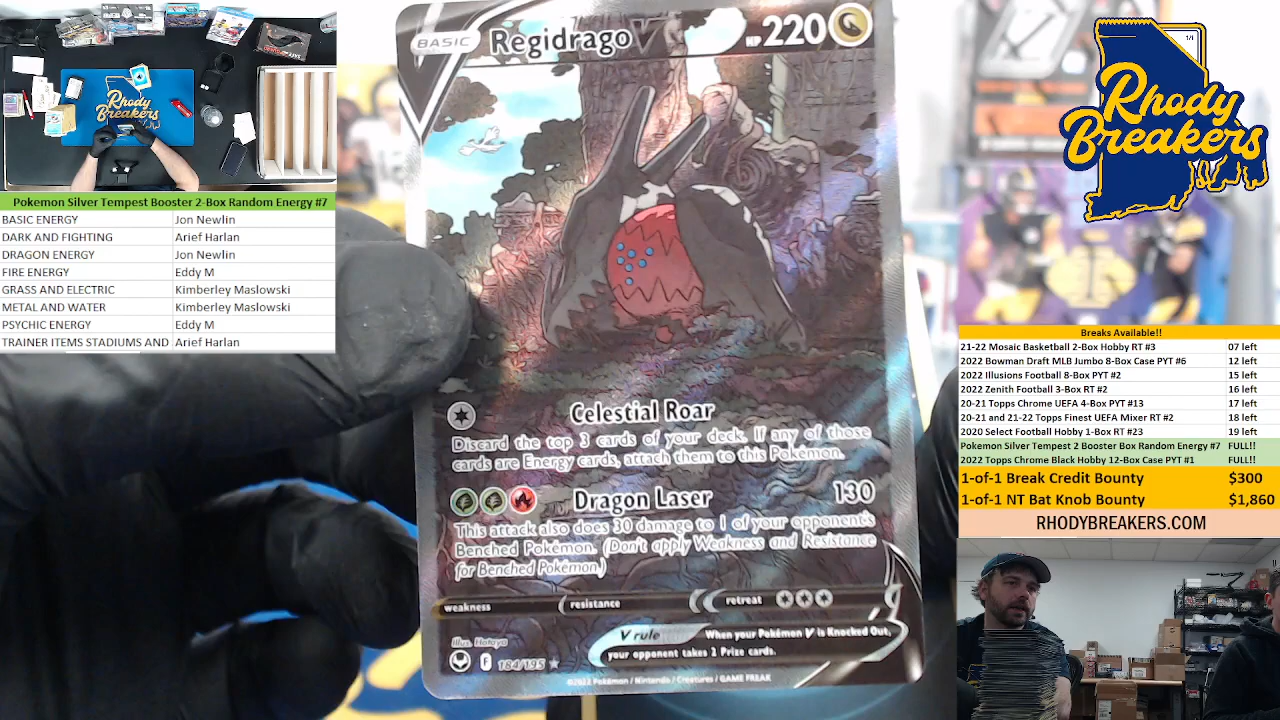 Rhody
Breakers
Pokemon Silver Tempest Booster 2-Box Random Energy #7
BASIC ENERGY Jon Newlin
DARK AND FIGHTING Arief Harlan
DRAGON ENERGY Jon Newlin
FIRE ENERGY Eddy M
GRASS AND ELECTRIC Kimberley Maslowski
METAL AND WATER Kimberley Maslowski
PSYCHIC ENERGY Eddy M
TRAINER ITEMS STADIUMS AND Arief Harlan
BASIC Regidrago V HP 220
Celestial Roar
Discard the top 3 cards of your deck. If any of those
cards are Energy cards, attach them to this Pokémon.
Dragon Laser 130
This attack also does 30 damage to 1 of your opponent's
Benched Pokémon. (Don't apply Weakness and Resistance
for Benched Pokémon.)
weakness resistance retreat
V rule When your Pokémon V is Knocked Out,
your opponent takes 2 Prize cards.
Illus. Hataya
F 184/195
©2022 Pokémon / Nintendo / Creatures / GAME FREAK
1/1
Rhody
Breakers
Breaks Available!!
21-22 Mosaic Basketball 2-Box Hobby RT #3 07 left
2022 Bowman Draft MLB Jumbo 8-Box Case PYT #6 12 left
2022 Illusions Football 8-Box PYT #2 15 left
2022 Zenith Football 3-Box RT #2 16 left
20-21 Topps Chrome UEFA 4-Box PYT #13 17 left
20-21 and 21-22 Topps Finest UEFA Mixer RT #2 18 left
2020 Select Football Hobby 1-Box RT #23 19 left
Pokemon Silver Tempest 2 Booster Box Random Energy #7 FULL!!
2022 Topps Chrome Black Hobby 12-Box Case PYT #1 FULL!!
1-of-1 Break Credit Bounty $300
1-of-1 NT Bat Knob Bounty $1,860
RHODYBREAKERS.COM